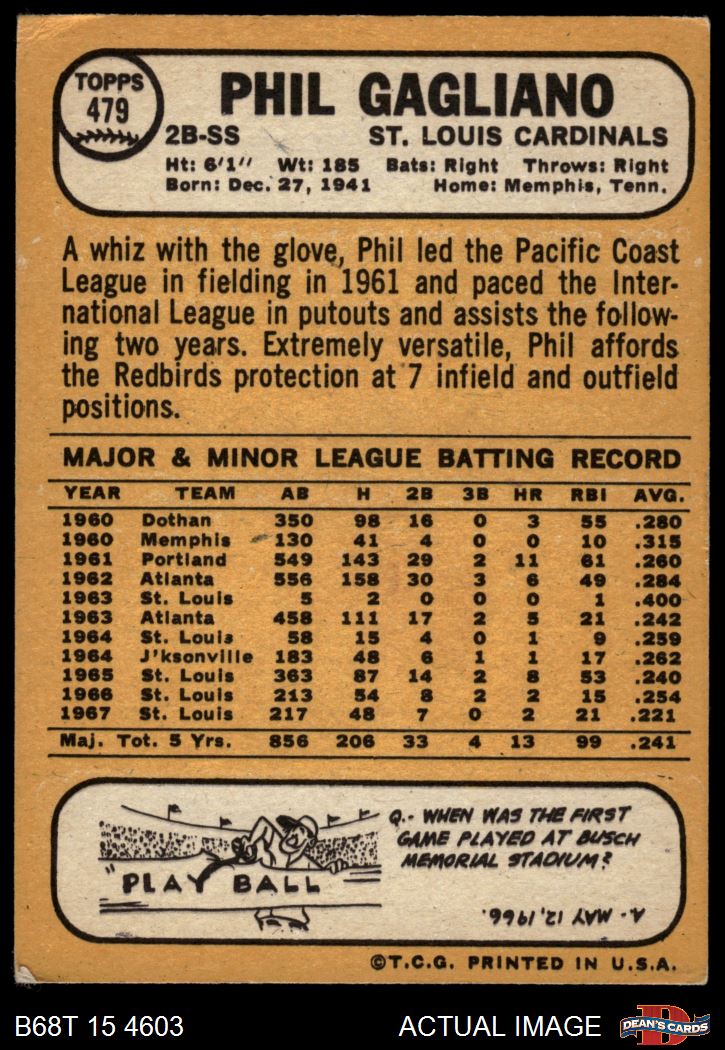 TOPPS
479
PHIL GAGLIANO
2B-SS ST. LOUIS CARDINALS
Ht: 6'1" Wt: 185 Bats: Right Throws: Right
Born: Dec. 27, 1941 Home: Memphis, Tenn.
A whiz with the glove, Phil led the Pacific Coast
League in fielding in 1961 and paced the Inter-
national League in putouts and assists the follow-
ing two years. Extremely versatile, Phil affords
the Redbirds protection at 7 infield and outfield
positions.
MAJOR & MINOR LEAGUE BATTING RECORD
YEAR TEAM AB H 2B 3B HR RBI AVG.
1960 Dothan 350 98 16 0 3 55 .280
1960 Memphis 130 41 4 0 0 10 .315
1961 Portland 549 143 29 2 11 61 .260
1962 Atlanta 556 158 30 3 6 49 .284
1963 St. Louis 5 2 0 0 0 1 .400
1963 Atlanta 458 111 17 2 5 21 .242
1964 St. Louis 58 15 4 0 1 9 .259
1964 J'ksonville 183 48 6 1 1 17 .262
1965 St. Louis 363 87 14 2 8 53 .240
1966 St. Louis 213 54 8 2 2 15 .254
1967 St. Louis 217 48 7 0 2 21 .221
Maj. Tot. 5 Yrs. 856 206 33 4 13 99 .241
Q.- WHEN WAS THE FIRST
GAME PLAYED AT BUSCH
MEMORIAL STADIUM?
"PLAY BALL
A- MAY 12, 1966.
©T.C.G. PRINTED IN U.S.A.
B68T 15 4603 ACTUAL IMAGE D DEAN'S CARDS